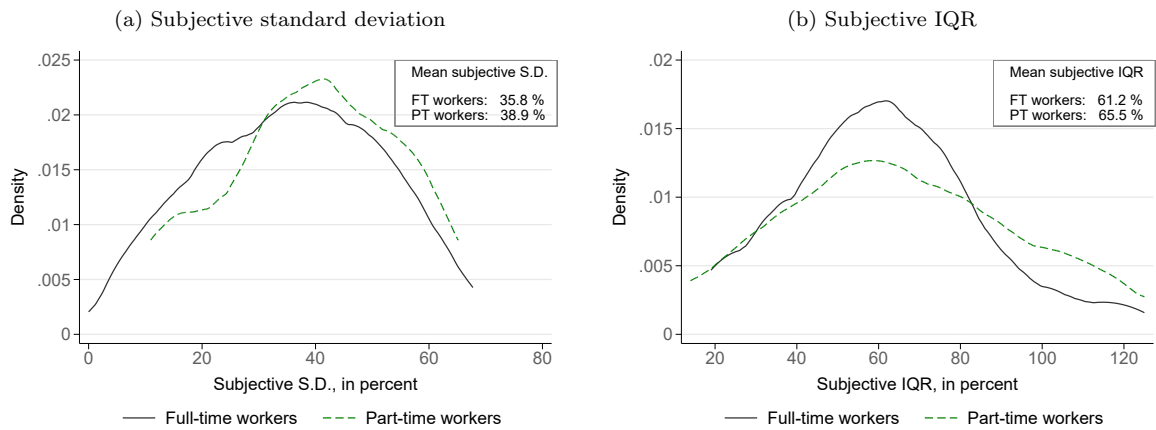 (a) Subjective standard deviation
.025
.02
.015
.01
.005
0
Density
Mean subjective S.D.
FT workers: 35.8 %
PT workers: 38.9 %
0 20 40 60 80
Subjective S.D., in percent
Full-time workers Part-time workers
(b) Subjective IQR
.02
.015
.01
.005
0
Density
Mean subjective IQR
FT workers: 61.2 %
PT workers: 65.5 %
20 40 60 80 100 120
Subjective IQR, in percent
Full-time workers Part-time workers